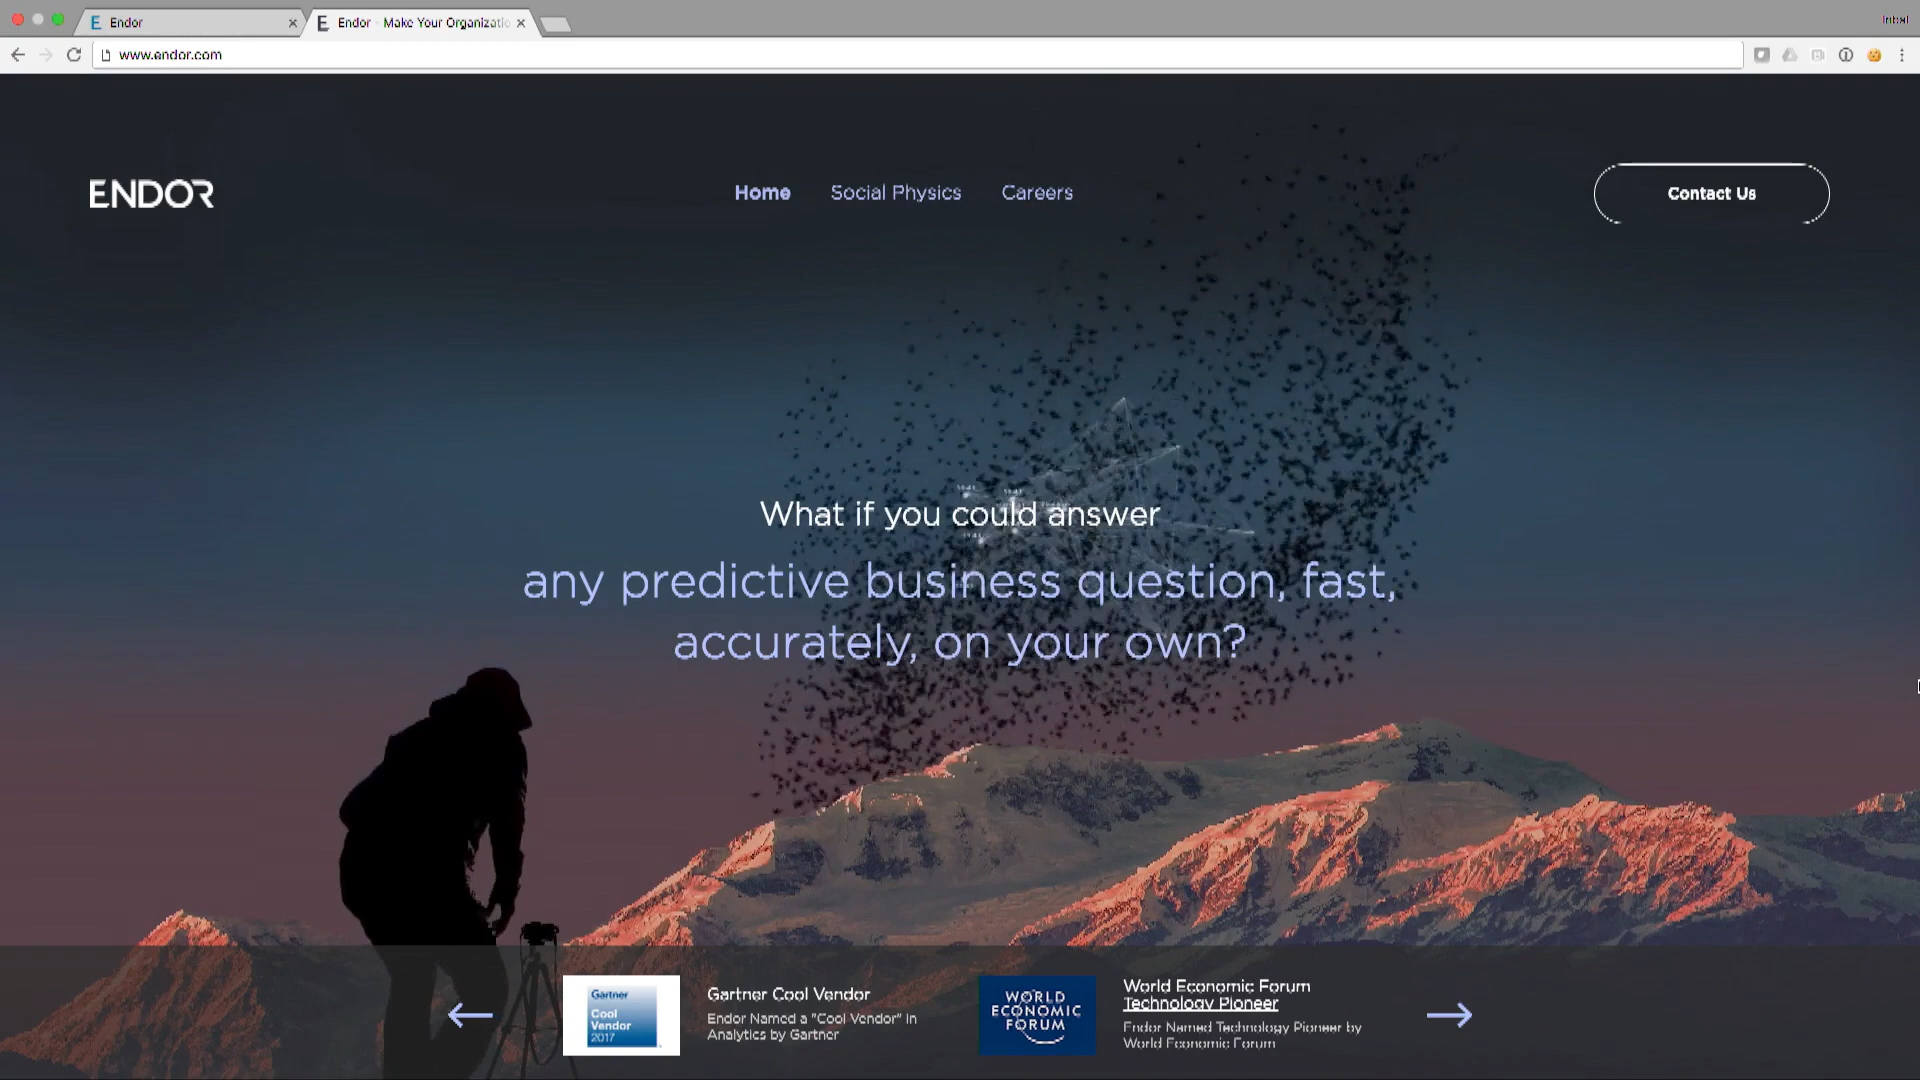 Inbal
Endor
Endor - Make Your Organizatio
www.endor.com
ENDOR
Home
Social Physics
Careers
Contact Us
What if you could answer
any predictive business question, fast,
accurately, on your own?
Gartner
Cool
Vendor
2017
Gartner Cool Vendor
Endor Named a "Cool Vendor" in
Analytics by Gartner
WORLD
ECONOMIC
FORUM
World Economic Forum
Technology Pioneer
Endor Named Technology Pioneer by
World Economic Forum